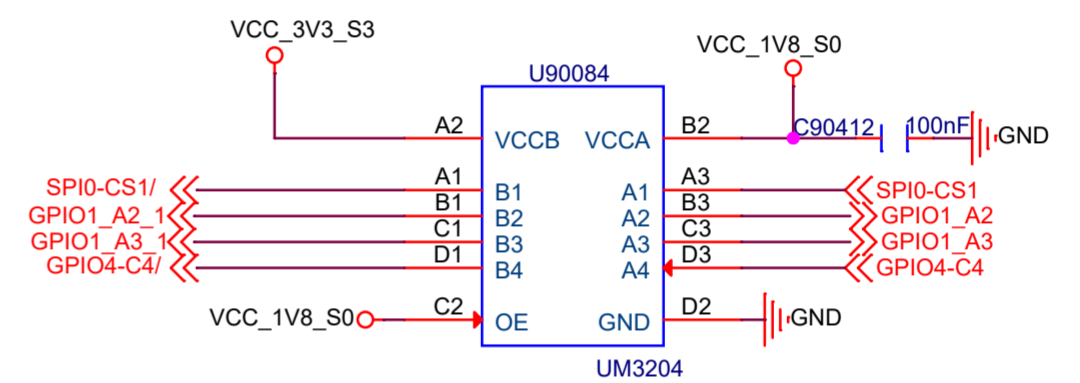 VCC_3V3_S3
VCC_1V8_S0
U90084
A2
VCCB
VCCA
B2
C90412
100nF
GND
SPI0-CS1/
A1
B1
A1
A3
SPI0-CS1
GPIO1_A2_1
B1
B2
A2
B3
GPIO1_A2
GPIO1_A3_1
C1
B3
A3
C3
GPIO1_A3
GPIO4-C4/
D1
B4
A4
D3
GPIO4-C4
VCC_1V8_S0
C2
OE
GND
D2
GND
UM3204